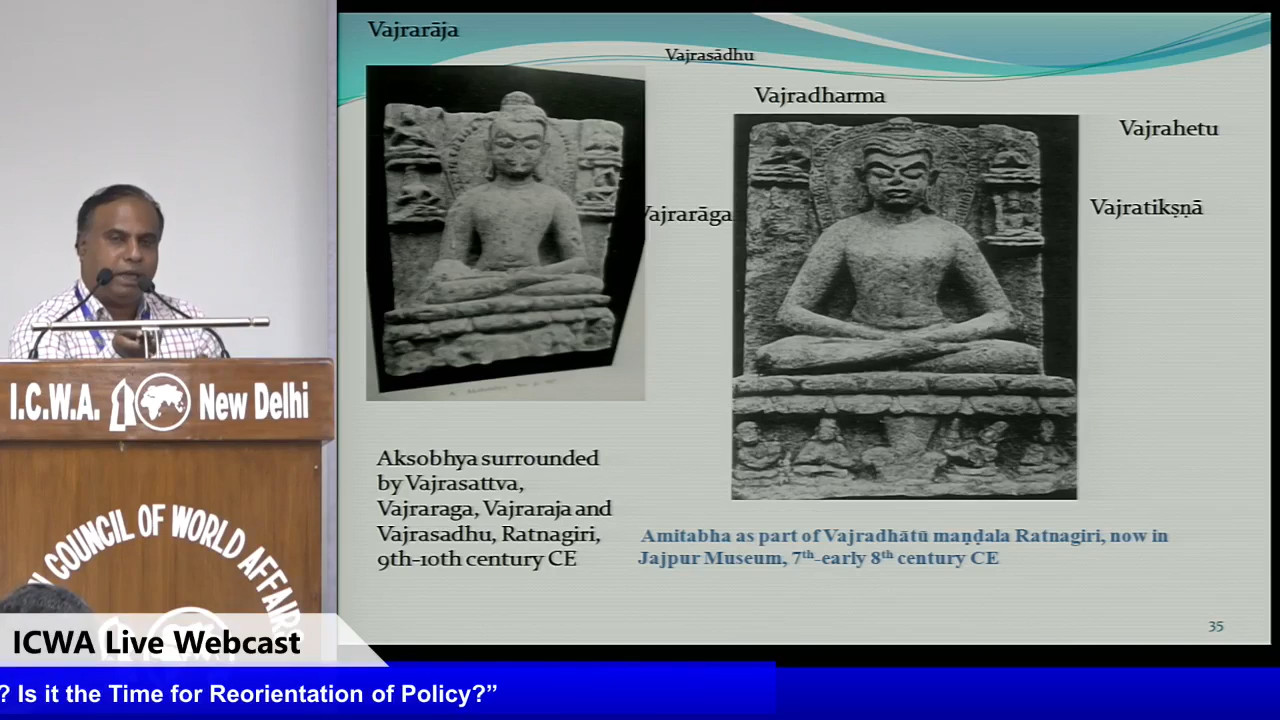 Vajrarāja
Vajrasādhu
Vajradharma
Vajrahetu
Vajrarāga
Vajratikṣṇā
Aksobhya surrounded
by Vajrasattva,
Vajraraga, Vajraraja and
Vajrasadhu, Ratnagiri,
9th-10th century CE
Amitabha as part of Vajradhātū maṇḍala Ratnagiri, now in
Jajpur Museum, 7th-early 8th century CE
35
I.C.W.A. New Delhi
COUNCIL OF WORLD AFFAIRS
ICWA Live Webcast
? Is it the Time for Reorientation of Policy?”